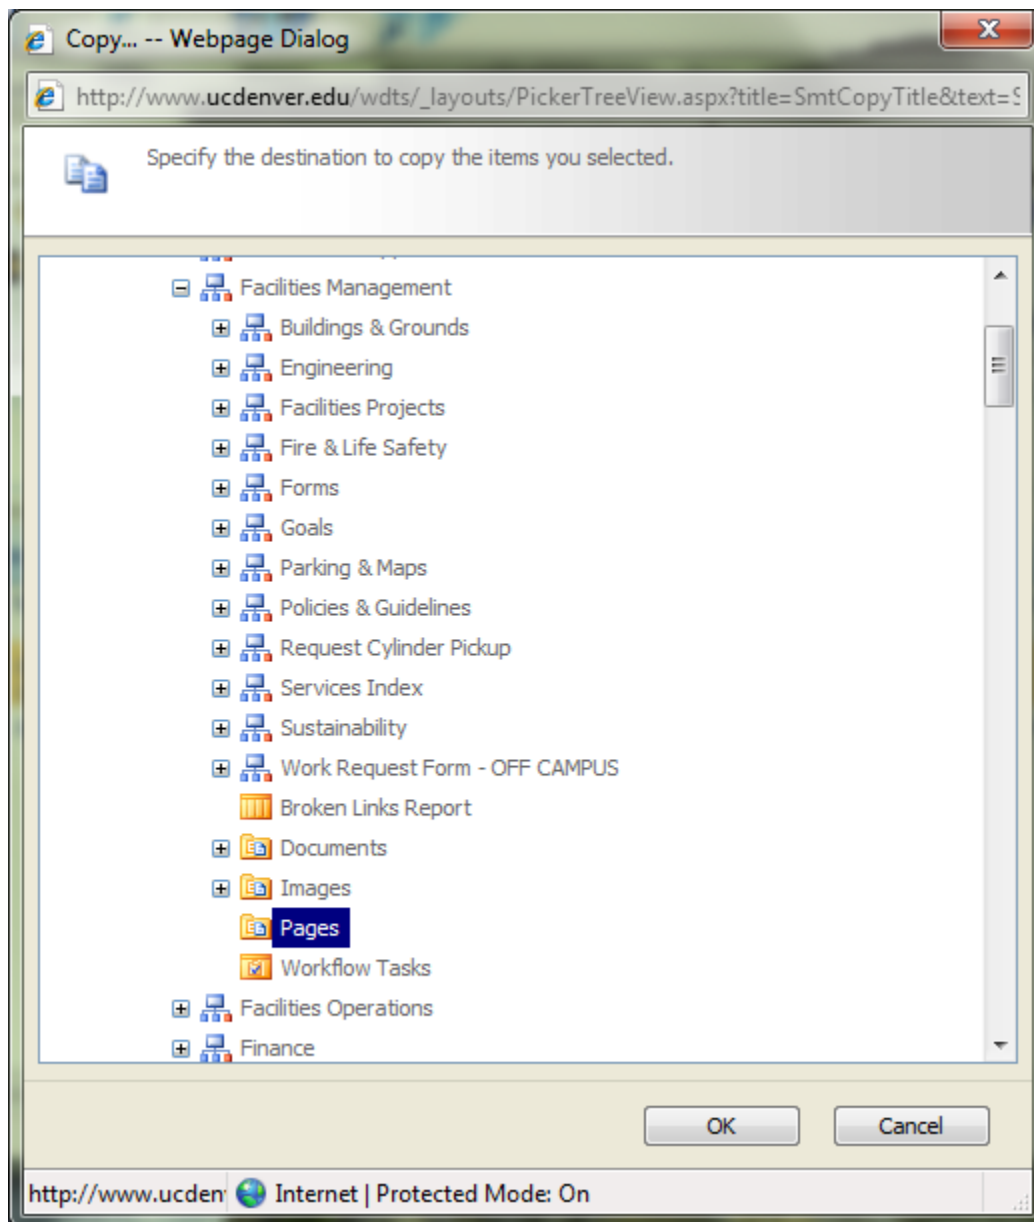 Copy... -- Webpage Dialog
http://www.ucdenver.edu/wdts/_layouts/PickerTreeView.aspx?title=SmtCopyTitle&text=S
Specify the destination to copy the items you selected.
Facilities Management
Buildings & Grounds
Engineering
Facilities Projects
Fire & Life Safety
Forms
Goals
Parking & Maps
Policies & Guidelines
Request Cylinder Pickup
Services Index
Sustainability
Work Request Form - OFF CAMPUS
Broken Links Report
Documents
Images
Pages
Workflow Tasks
Facilities Operations
Finance
OK Cancel
http://www.ucden Internet | Protected Mode: On